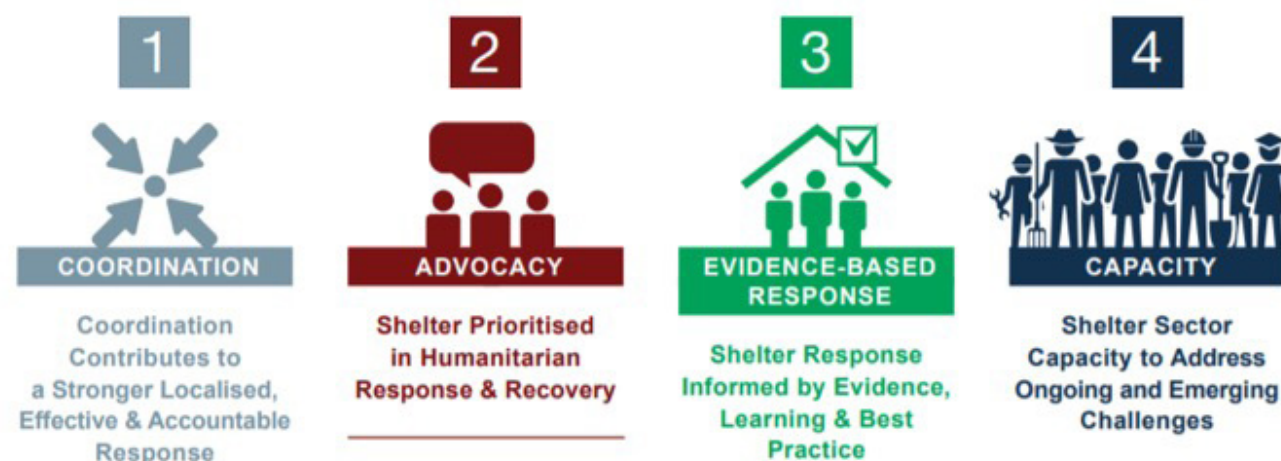 1
COORDINATION
Coordination
Contributes to
a Stronger Localised,
Effective & Accountable
Response
2
ADVOCACY
Shelter Prioritised
in Humanitarian
Response & Recovery
3
EVIDENCE-BASED
RESPONSE
Shelter Response
Informed by Evidence,
Learning & Best
Practice
4
CAPACITY
Shelter Sector
Capacity to Address
Ongoing and Emerging
Challenges